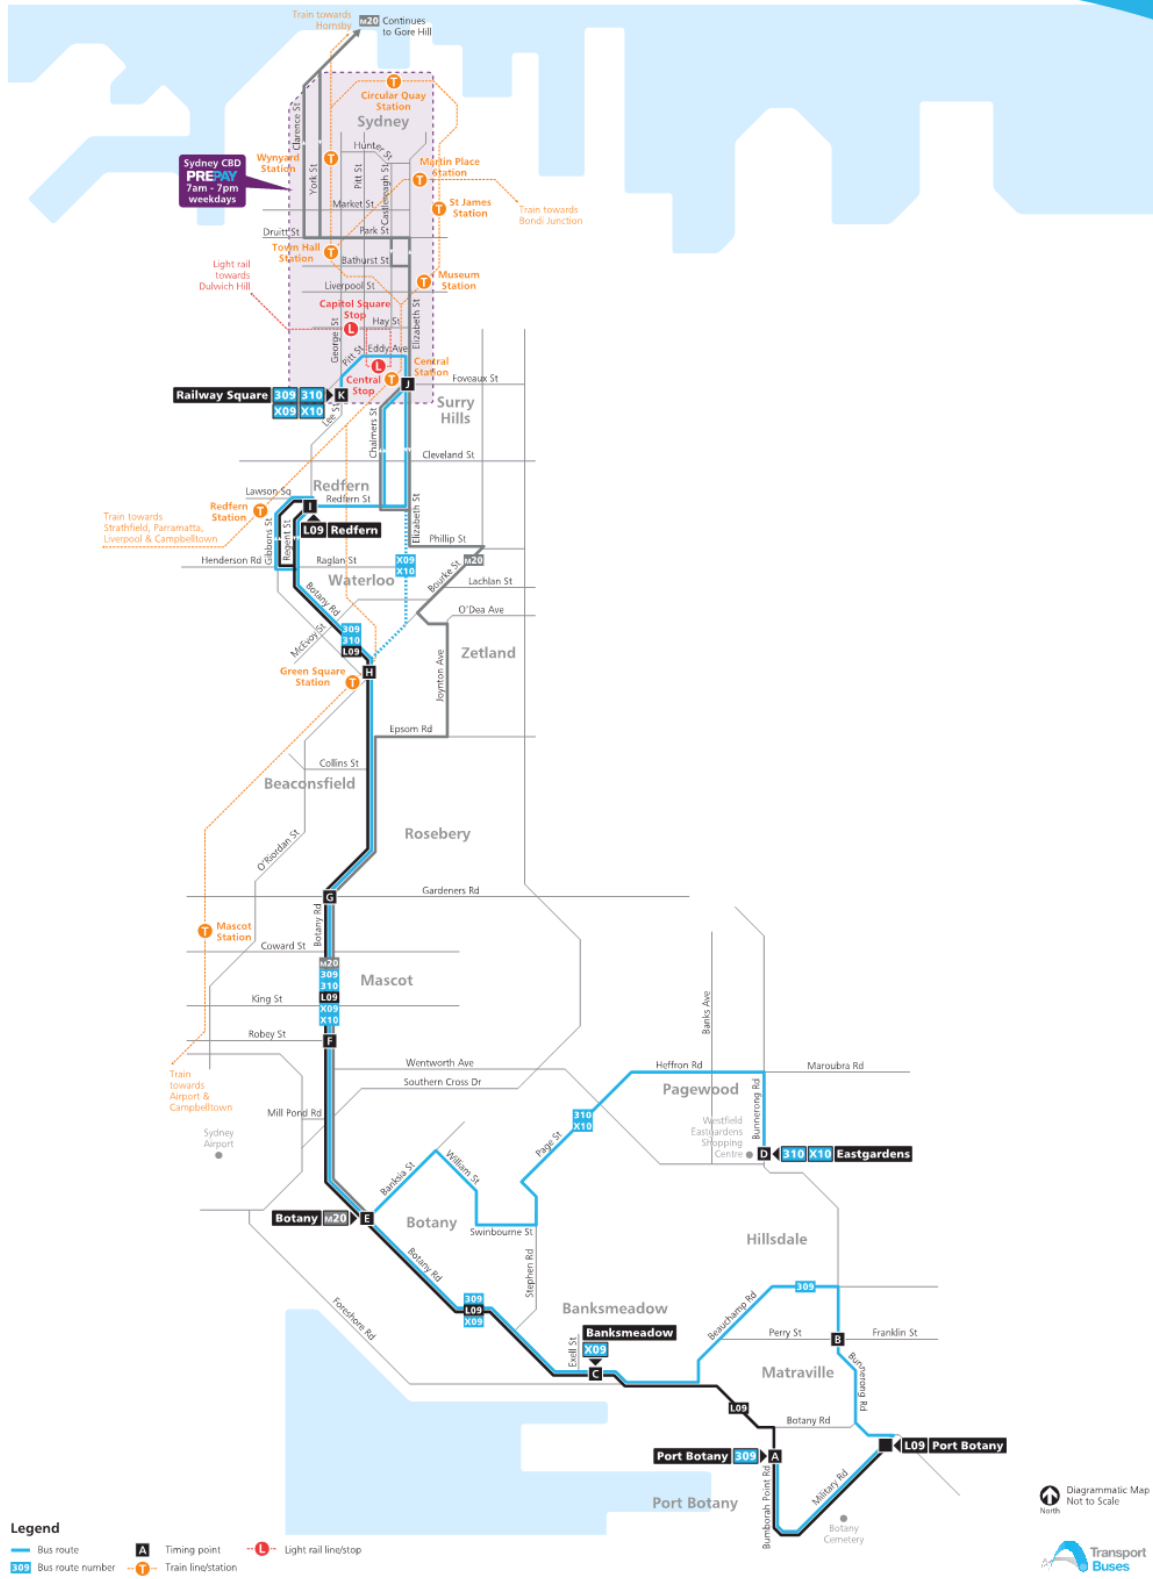 Train towards
Hornsby
M20 Continues
to Gore Hill
Circular Quay
Station
Sydney
Clarence St
York St
Hunter St
Pitt St
Castlereagh St
Wynyard
Station
Martin Place
Station
Sydney CBD
PREPAY
7am - 7pm
weekdays
Market St
St James
Station
Train towards
Bondi Junction
Druitt St
Park St
Town Hall
Station
Bathurst St
Light rail
towards
Dulwich Hill
Museum
Station
Liverpool St
Capitol Square
Stop
Hay St
Elizabeth St
George St
Pitt St
Eddy Ave
Central
Station
Central
Stop
Foveaux St
Railway Square 309 310
X09 X10
K
J
Lee St
Surry
Hills
Chalmers St
Cleveland St
Redfern
Lawson Sq
Redfern St
Redfern
Station
I
L09 Redfern
Elizabeth St
Train towards
Strathfield, Parramatta,
Liverpool & Campbelltown
Gibbons St
Regent St
Phillip St
Henderson Rd
Raglan St
X09
X10
M20
Waterloo
Bourke St
Lachlan St
Botany Rd
O'Dea Ave
McEvoy St
309
310
L09
Zetland
Joynton Ave
Green Square
Station
H
Epsom Rd
Collins St
Beaconsfield
Rosebery
O'Riordan St
G
Gardeners Rd
Botany Rd
Mascot
Station
Coward St
M20
309
310
L09
X09
X10
Mascot
King St
Banks Ave
Robey St
F
Wentworth Ave
Heffron Rd
Maroubra Rd
Train
towards
Airport &
Campbelltown
Southern Cross Dr
Pagewood
Mill Pond Rd
310
X10
Bunnerong Rd
Sydney
Airport
Westfield
Eastgardens
Shopping
Centre
Page St
D
310 X10 Eastgardens
Banksia St
William St
Botany M20
E
Botany
Swinbourne St
Hillsdale
Botany Rd
Stephen Rd
309
L09
X09
309
Foreshore Rd
Banksmeadow
Beauchamp Rd
Banksmeadow
X09
Exell St
C
Perry St
B
Franklin St
Matraville
Bunnerong Rd
L09
Botany Rd
L09 Port Botany
Port Botany 309
A
Bumborah Point Rd
Military Rd
Port Botany
Botany
Cemetery
North
Diagrammatic Map
Not to Scale
Legend
Bus route
A Timing point
L Light rail line/stop
309 Bus route number
T Train line/station
Transport
Buses